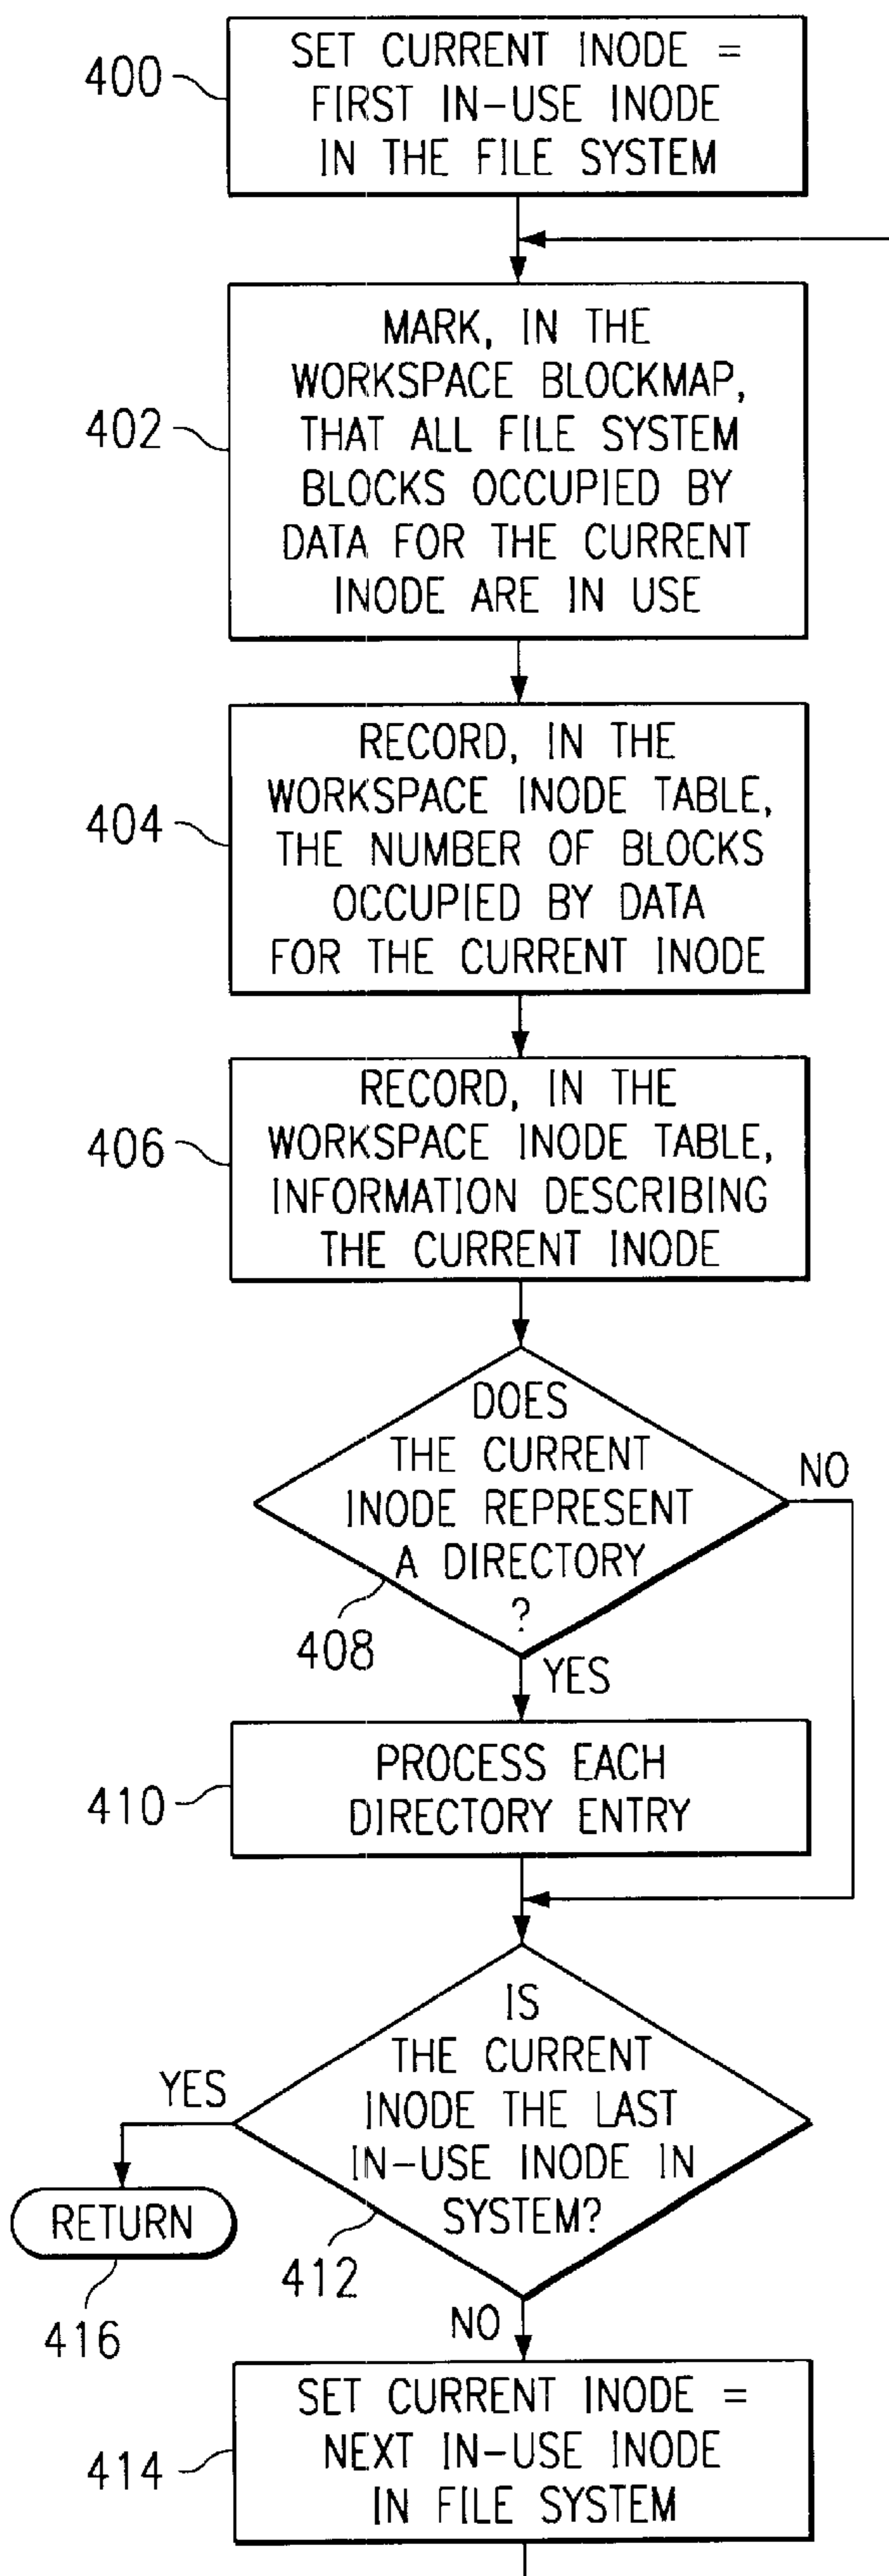 400
SET CURRENT INODE =
FIRST IN-USE INODE
IN THE FILE SYSTEM
402
MARK, IN THE
WORKSPACE BLOCKMAP,
THAT ALL FILE SYSTEM
BLOCKS OCCUPIED BY
DATA FOR THE CURRENT
INODE ARE IN USE
404
RECORD, IN THE
WORKSPACE INODE TABLE,
THE NUMBER OF BLOCKS
OCCUPIED BY DATA
FOR THE CURRENT INODE
406
RECORD, IN THE
WORKSPACE INODE TABLE,
INFORMATION DESCRIBING
THE CURRENT INODE
DOES
THE CURRENT
INODE REPRESENT
A DIRECTORY
?
NO
408
YES
410
PROCESS EACH
DIRECTORY ENTRY
IS
THE CURRENT
INODE THE LAST
IN-USE INODE IN
SYSTEM?
YES
RETURN
416
412
NO
414
SET CURRENT INODE =
NEXT IN-USE INODE
IN FILE SYSTEM